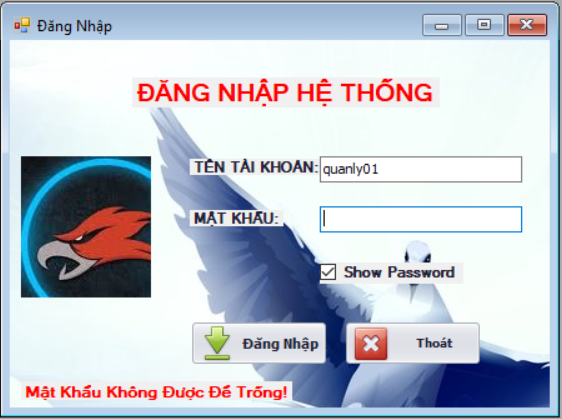 Đăng Nhập
ĐĂNG NHẬP HỆ THỐNG
TÊN TÀI KHOẢN: quanly01
MẬT KHẨU:
Show Password
Đăng Nhập Thoát
Mật Khẩu Không Được Để Trống!